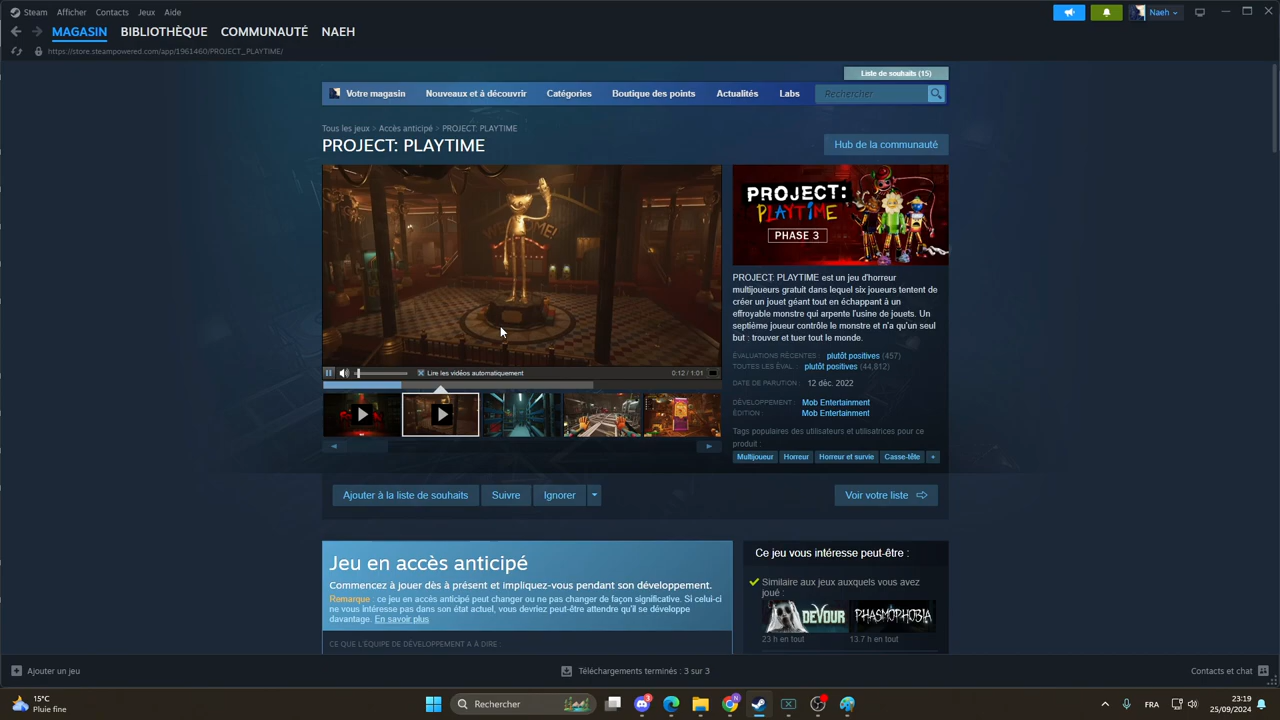 Steam Afficher Contacts Jeux Aide
Naeh
MAGASIN BIBLIOTHÈQUE COMMUNAUTÉ NAEH
https://store.steampowered.com/app/1961460/PROJECT_PLAYTIME/
Liste de souhaits (15)
Votre magasin Nouveaux et à découvrir Catégories Boutique des points Actualités Labs Rechercher
Tous les jeux > Accès anticipé > PROJECT: PLAYTIME
PROJECT: PLAYTIME
Hub de la communauté
PROJECT:
PLAYTIME
PHASE 3
PROJECT: PLAYTIME est un jeu d'horreur
multijoueurs gratuit dans lequel six joueurs tentent de
créer un jouet géant tout en échappant à un
effroyable monstre qui arpente l'usine de jouets. Un
septième joueur contrôle le monstre et n'a qu'un seul
but : trouver et tuer tout le monde.
ÉVALUATIONS RÉCENTES : plutôt positives (457)
TOUTES LES ÉVAL. : plutôt positives (44,812)
DATE DE PARUTION : 12 déc. 2022
DÉVELOPPEMENT : Mob Entertainment
ÉDITION : Mob Entertainment
Tags populaires des utilisateurs et utilisatrices pour ce
produit :
Multijoueur Horreur Horreur et survie Casse-tête +
Lire les vidéos automatiquement 0:12 / 1:01
Ajouter à la liste de souhaits Suivre Ignorer
Voir votre liste
Jeu en accès anticipé
Commencez à jouer dès à présent et impliquez-vous pendant son développement.
Remarque : ce jeu en accès anticipé peut changer ou ne pas changer de façon significative. Si celui-ci
ne vous intéresse pas dans son état actuel, vous devriez peut-être attendre qu'il se développe
davantage. En savoir plus
CE QUE L'ÉQUIPE DE DÉVELOPPEMENT A À DIRE :
Ce jeu vous intéresse peut-être :
Similaire aux jeux auxquels vous avez
joué :
DEVOUR PHASMOPHOBIA
23 h en tout 13.7 h en tout
Ajouter un jeu
Téléchargements terminés : 3 sur 3
Contacts et chat
15°C
Pluie fine
Rechercher
3
FRA
23:19
25/09/2024